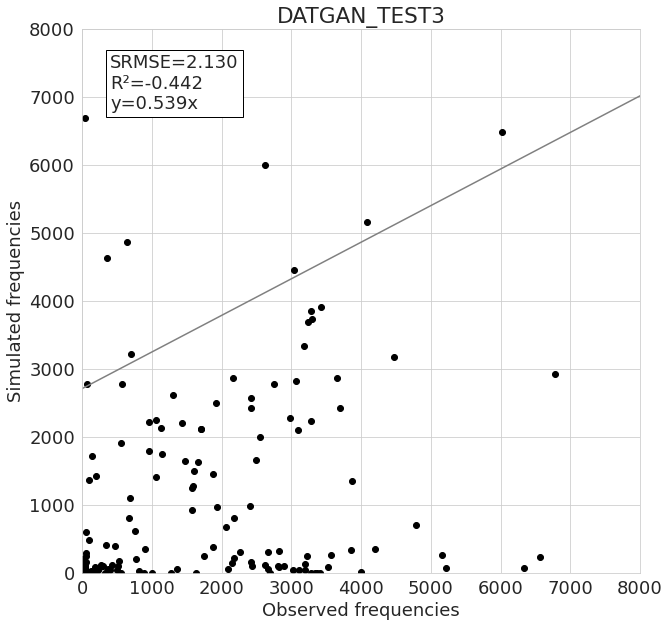 DATGAN_TEST3
SRMSE=2.130
R²=-0.442
y=0.539x
8000
7000
6000
5000
4000
3000
2000
1000
0
Simulated frequencies
0 1000 2000 3000 4000 5000 6000 7000 8000
Observed frequencies